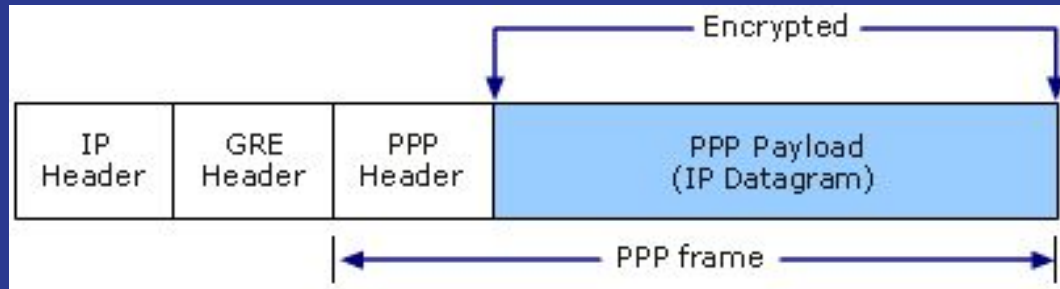 Encrypted
IP
Header
GRE
Header
PPP
Header
PPP Payload
(IP Datagram)
PPP frame